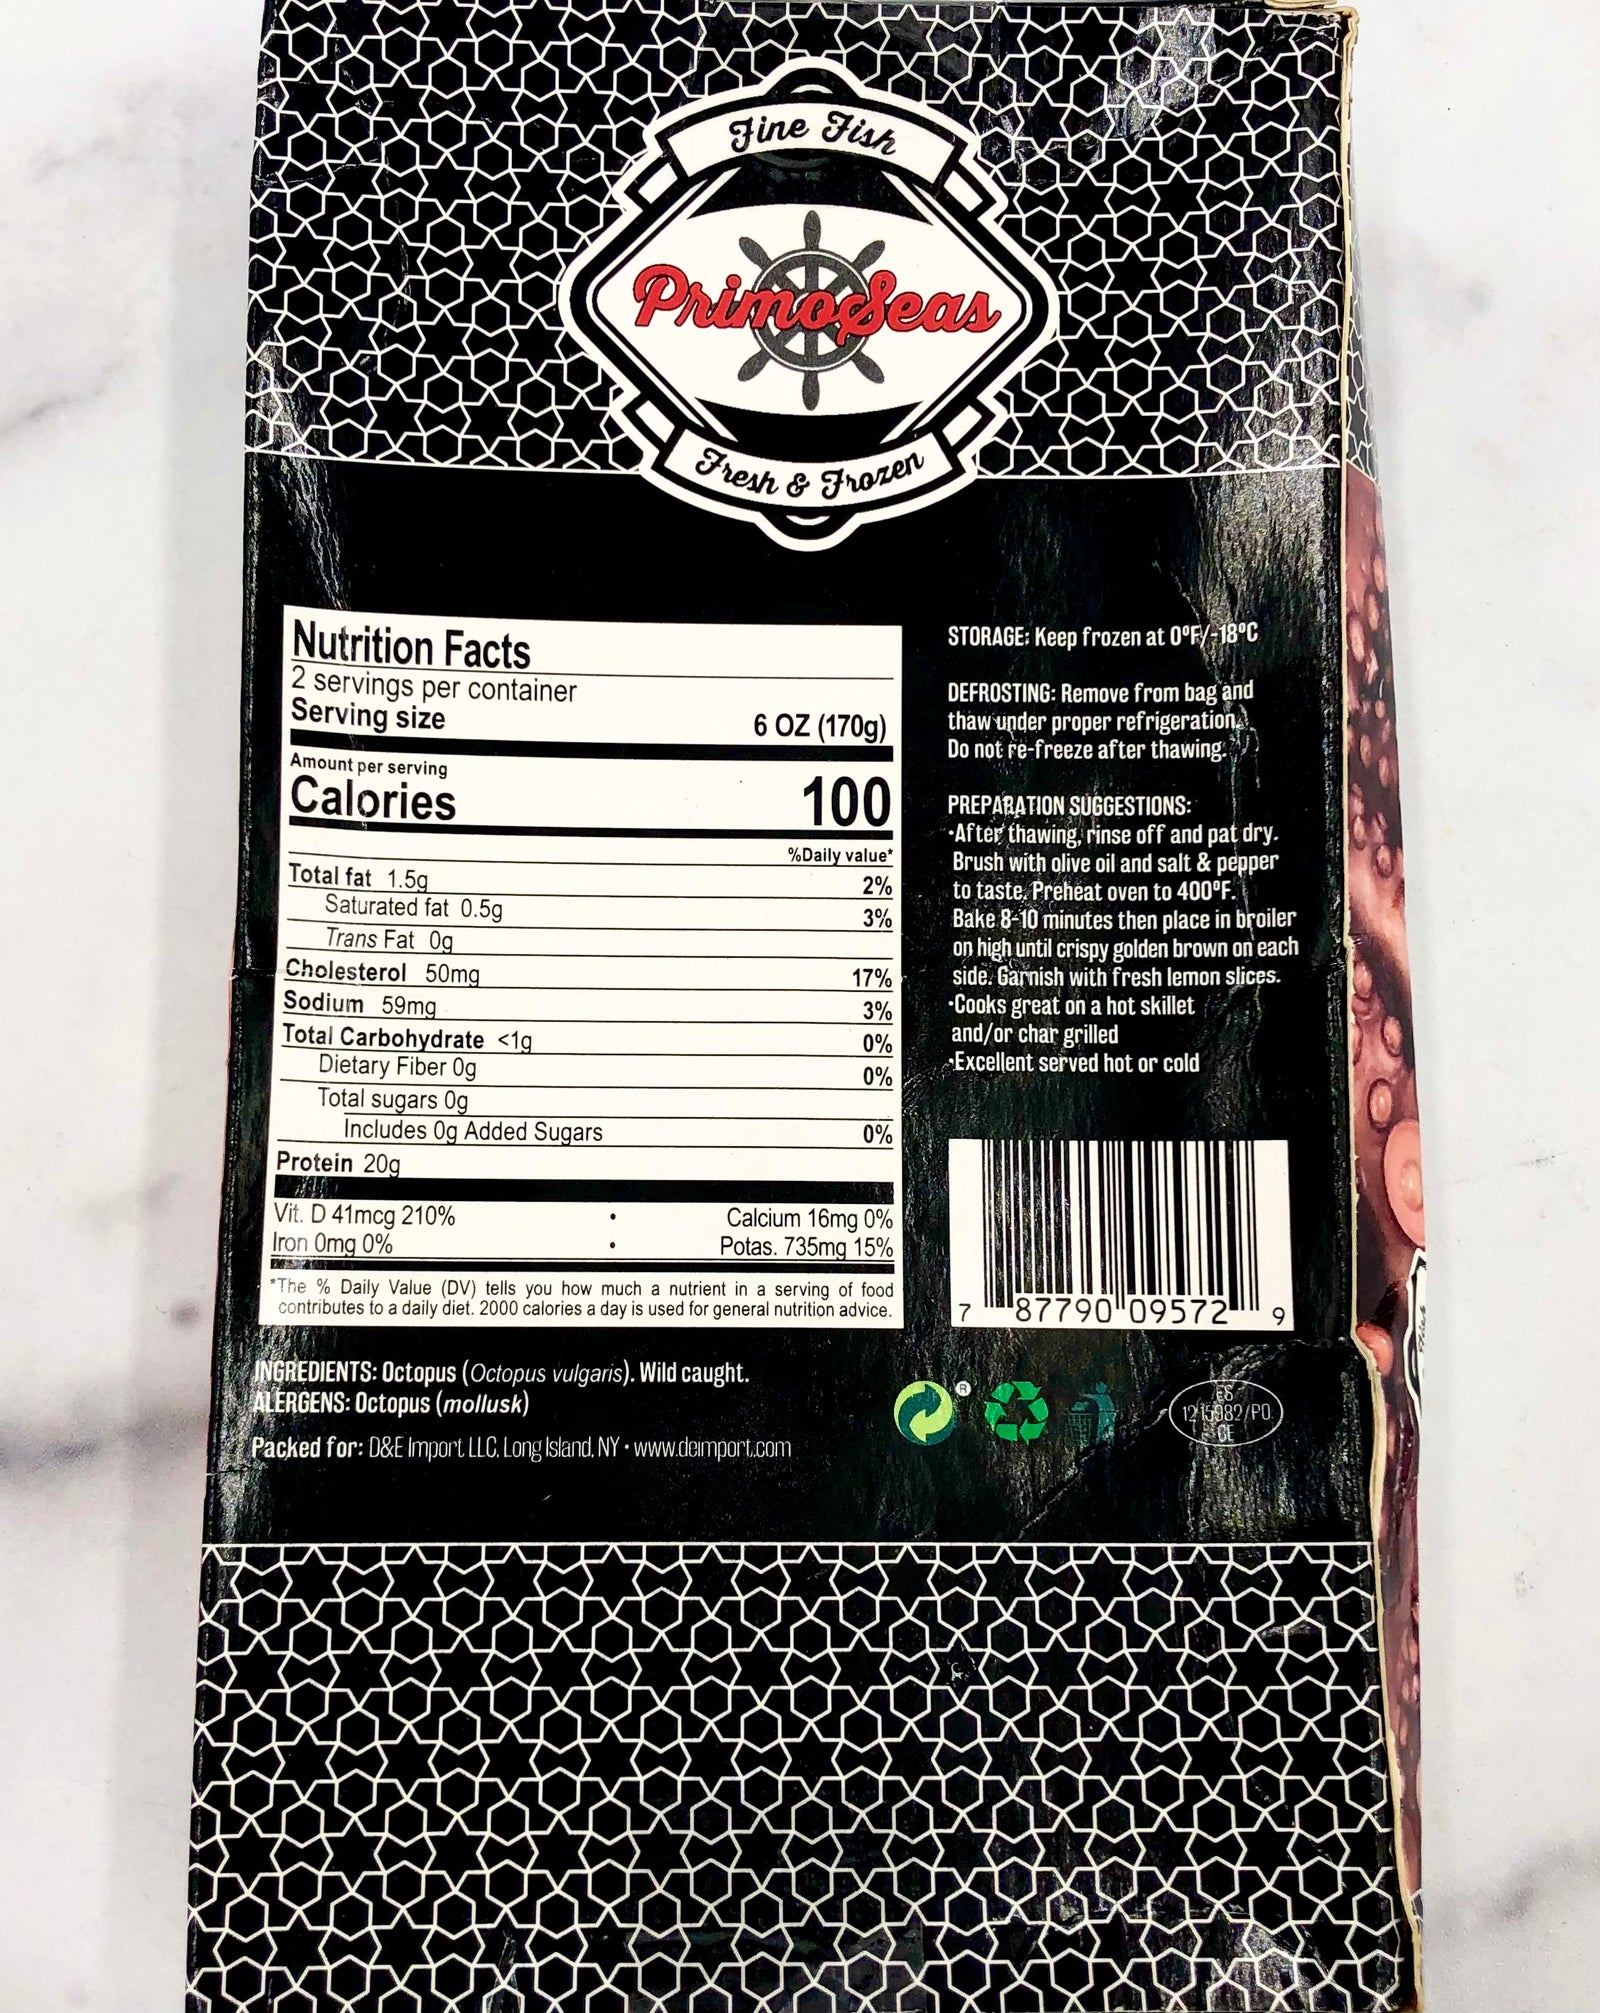 Fine Fish
PrimoSeas
Fresh & Frozen
Nutrition Facts
2 servings per container
Serving size 6 OZ (170g)
Amount per serving
Calories 100
%Daily value*
Total fat 1.5g 2%
Saturated fat 0.5g 3%
Trans Fat 0g
Cholesterol 50mg 17%
Sodium 59mg 3%
Total Carbohydrate <1g 0%
Dietary Fiber 0g 0%
Total sugars 0g
Includes 0g Added Sugars 0%
Protein 20g
Vit. D 41mcg 210% • Calcium 16mg 0%
Iron 0mg 0% • Potas. 735mg 15%
*The % Daily Value (DV) tells you how much a nutrient in a serving of food
contributes to a daily diet. 2000 calories a day is used for general nutrition advice.
STORAGE: Keep frozen at 0ºF/-18ºC
DEFROSTING: Remove from bag and
thaw under proper refrigeration.
Do not re-freeze after thawing.
PREPARATION SUGGESTIONS:
•After thawing, rinse off and pat dry.
Brush with olive oil and salt & pepper
to taste. Preheat oven to 400ºF.
Bake 8-10 minutes then place in broiler
on high until crispy golden brown on each
side. Garnish with fresh lemon slices.
•Cooks great on a hot skillet
and/or char grilled
•Excellent served hot or cold
7 87790 09572 9
INGREDIENTS: Octopus (Octopus vulgaris). Wild caught.
ALERGENS: Octopus (mollusk)
Packed for: D&E Import LLC. Long Island, NY • www.deimport.com
®
ES
12.15982/PO
CE